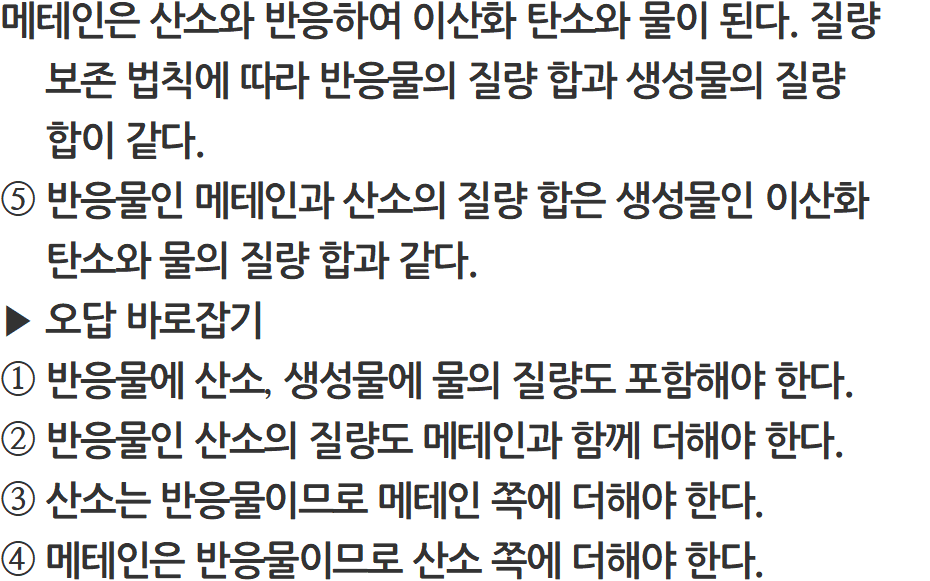 메테인은 산소와 반응하여 이산화 탄소와 물이 된다. 질량
보존 법칙에 따라 반응물의 질량 합과 생성물의 질량
합이 같다.
⑤ 반응물인 메테인과 산소의 질량 합은 생성물인 이산화
탄소와 물의 질량 합과 같다.
▶ 오답 바로잡기
① 반응물에 산소, 생성물에 물의 질량도 포함해야 한다.
② 반응물인 산소의 질량도 메테인과 함께 더해야 한다.
③ 산소는 반응물이므로 메테인 쪽에 더해야 한다.
④ 메테인은 반응물이므로 산소 쪽에 더해야 한다.